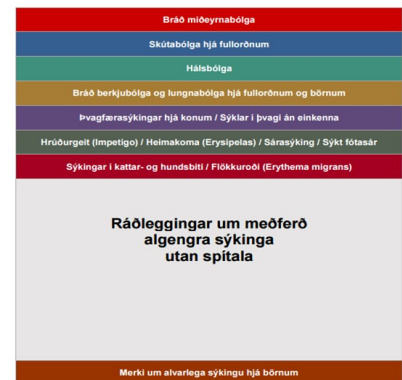 Bráð miðeyrnabólga
Skútabólga hjá fullorðnum
Hálsbólga
Bráð berkjubólga og lungnabólga hjá fullorðnum og börnum
Þvagfærasýkingar hjá konum / Sýklar í þvagi án einkenna
Hrúðurgeit (Impetigo) / Heimakoma (Erysipelas) / Sárasýking / Sýkt fótasár
Sýkingar í kattar- og hundsbiti / Flökkuroði (Erythema migrans)
Ráðleggingar um meðferð
algengra sýkinga
utan spítala
Merki um alvarlega sýkingu hjá börnum